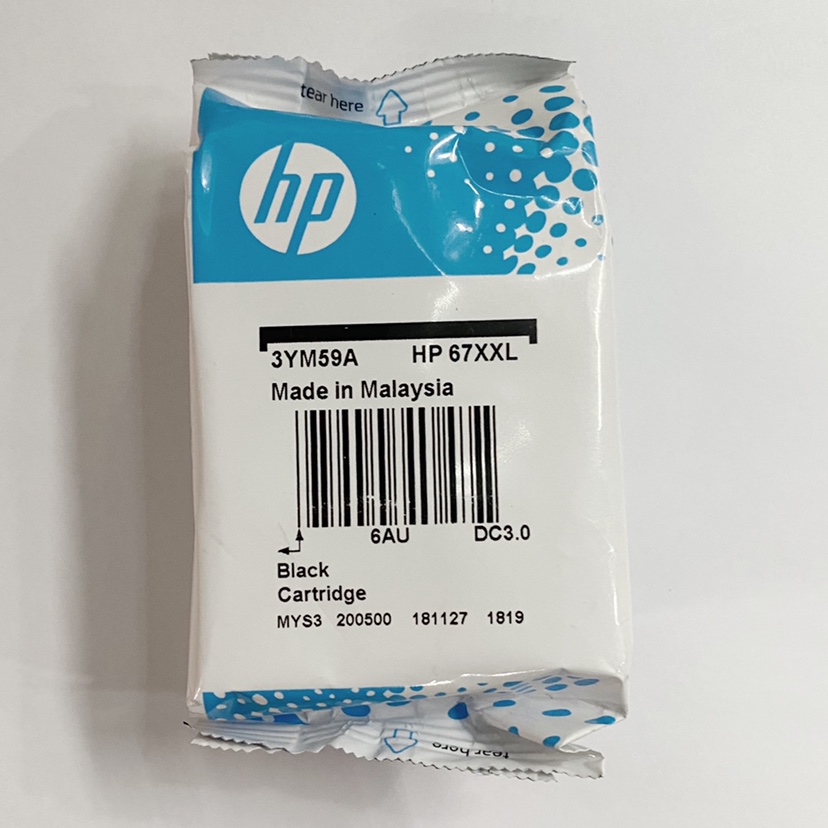 tear here
hp
3YM59A HP 67XXL
Made in Malaysia
6AU DC3.0
Black
Cartridge
MYS3 200500 181127 1819
tear here